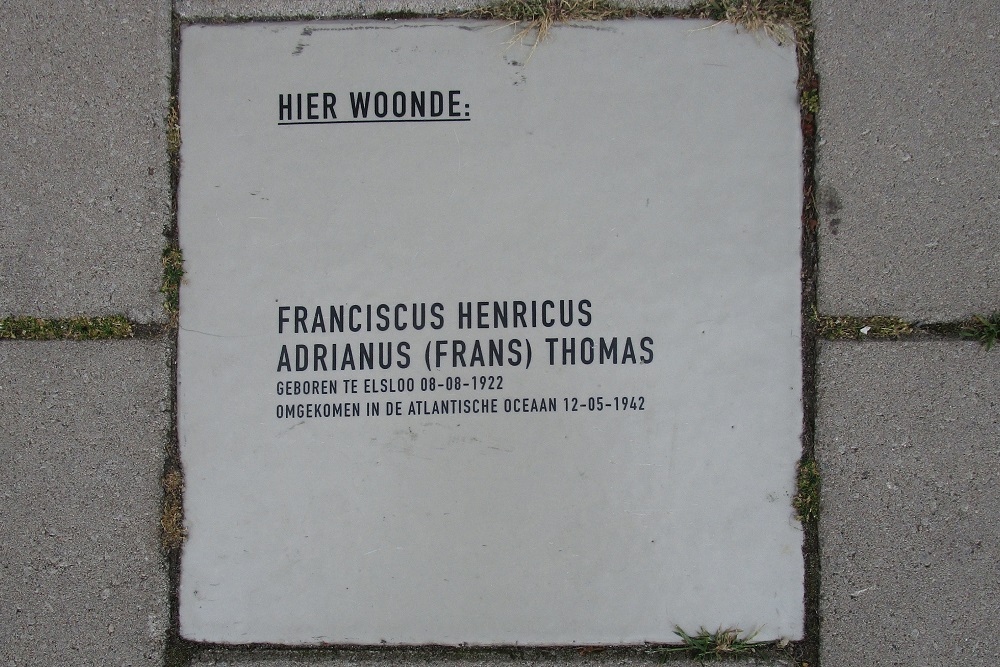 HIER WOONDE:
FRANCISCUS HENRICUS
ADRIANUS (FRANS) THOMAS
GEBOREN TE ELSLOO 08-08-1922
OMGEKOMEN IN DE ATLANTISCHE OCEAAN 12-05-1942